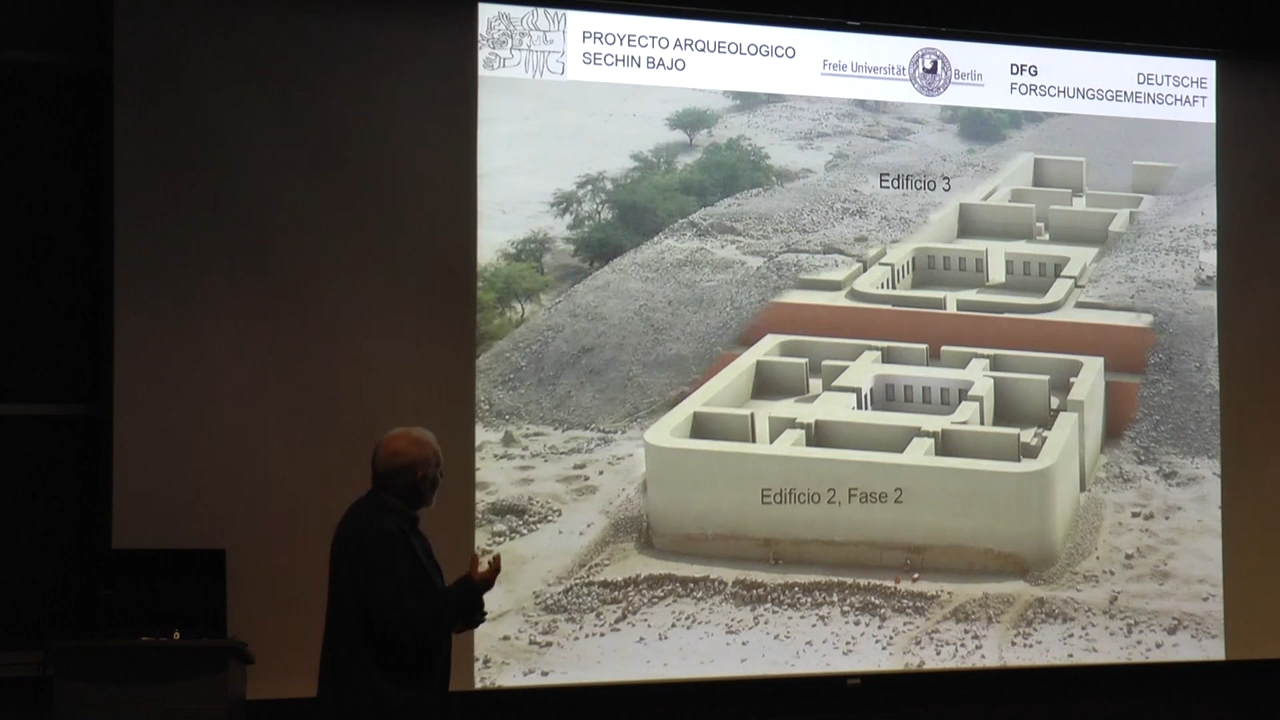 PROYECTO ARQUEOLOGICO
SECHIN BAJO
Freie Universität Berlin
DFG DEUTSCHE
FORSCHUNGSGEMEINSCHAFT
Edificio 3
Edificio 2, Fase 2